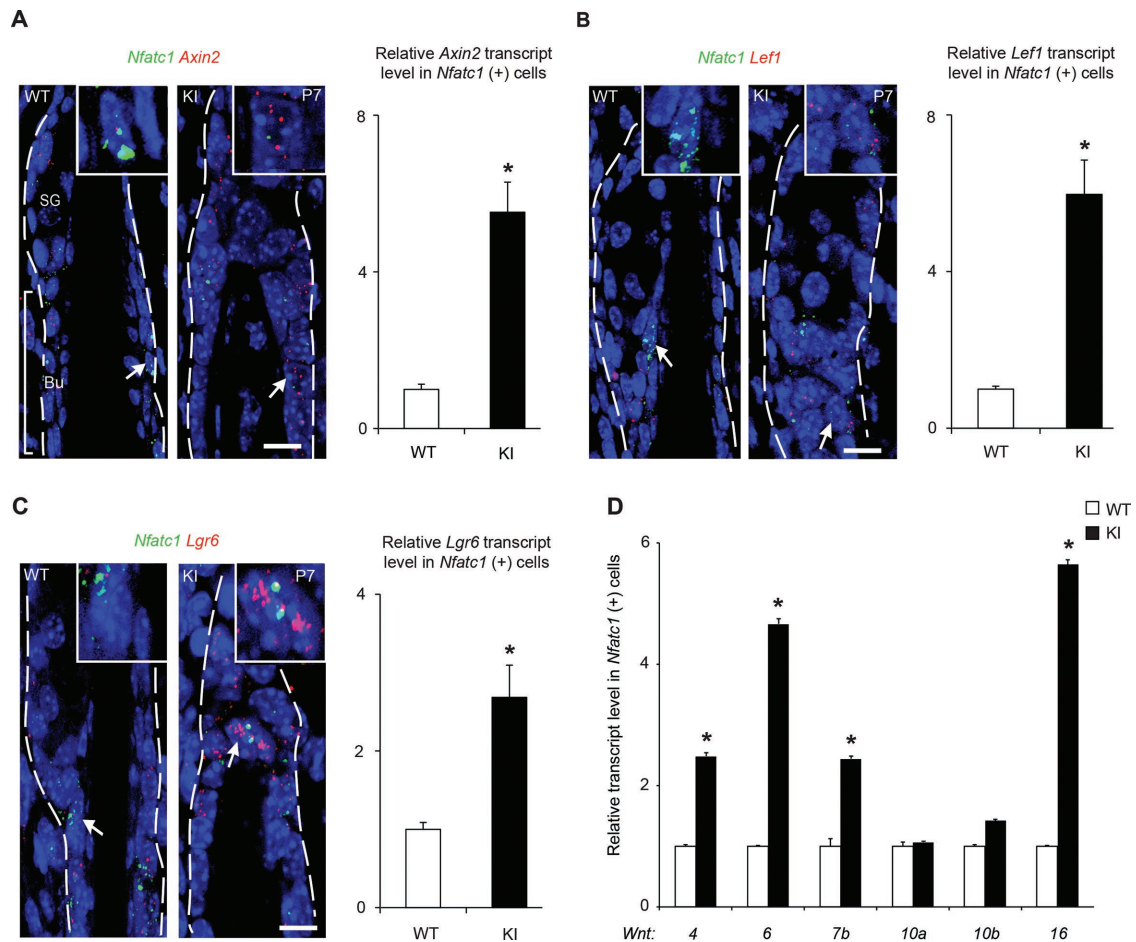 A
Nfatc1 Axin2
WT
SG
Bu
KI
P7
Relative Axin2 transcript
level in Nfatc1 (+) cells
8
4
0
*
WT KI
B
Nfatc1 Lef1
WT
KI
P7
Relative Lef1 transcript
level in Nfatc1 (+) cells
8
4
0
*
WT KI
C
Nfatc1 Lgr6
WT
KI
P7
Relative Lgr6 transcript
level in Nfatc1 (+) cells
4
2
0
*
WT KI
D
WT
KI
Relative transcript level in Nfatc1 (+) cells
6
4
2
0
* * * *
Wnt: 4 6 7b 10a 10b 16